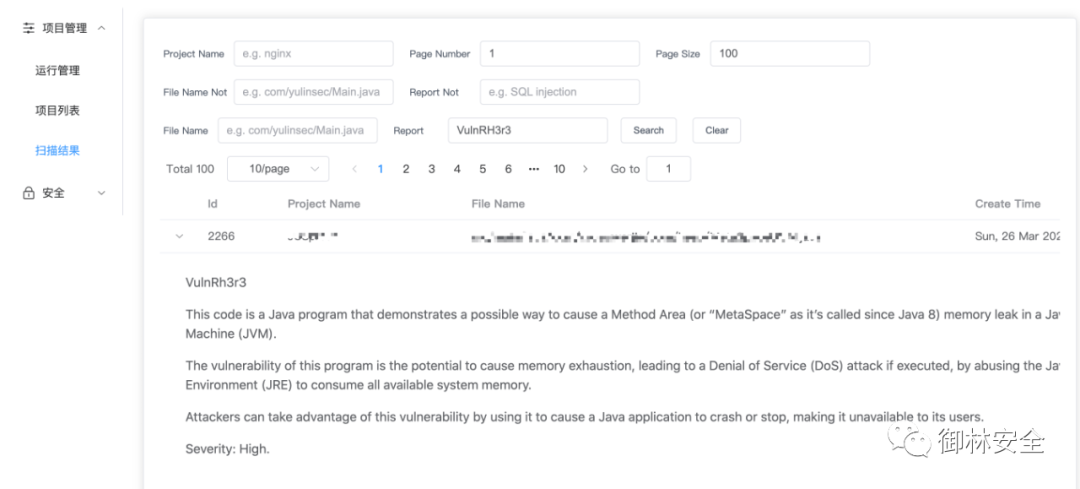 项目管理
运行管理
项目列表
扫描结果
安全
Project Name e.g. nginx Page Number 1 Page Size 100
File Name Not e.g. com/yulinsec/Main.java Report Not e.g. SQL injection
File Name e.g. com/yulinsec/Main.java Report VulnRH3r3 Search Clear
Total 100 10/page 1 2 3 4 5 6 ••• 10 Go to 1
Id Project Name File Name Create Time
2266 Sun, 26 Mar 202
VulnRh3r3
This code is a Java program that demonstrates a possible way to cause a Method Area (or “MetaSpace” as it’s called since Java 8) memory leak in a Ja
Machine (JVM).
The vulnerability of this program is the potential to cause memory exhaustion, leading to a Denial of Service (DoS) attack if executed, by abusing the Ja
Environment (JRE) to consume all available system memory.
Attackers can take advantage of this vulnerability by using it to cause a Java application to crash or stop, making it unavailable to its users.
Severity: High.
御林安全